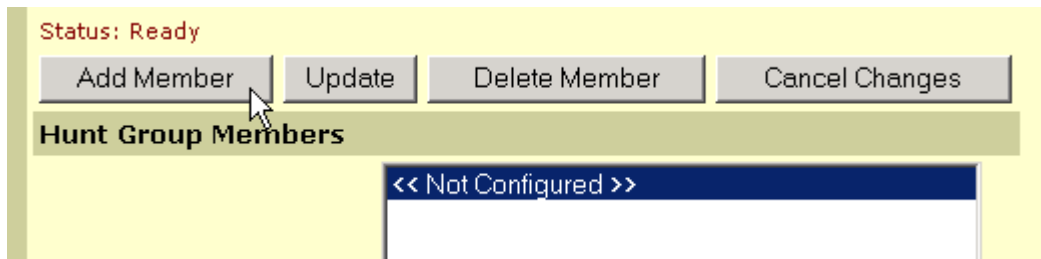 Status: Ready
Add Member Update Delete Member Cancel Changes
Hunt Group Members
<< Not Configured >>